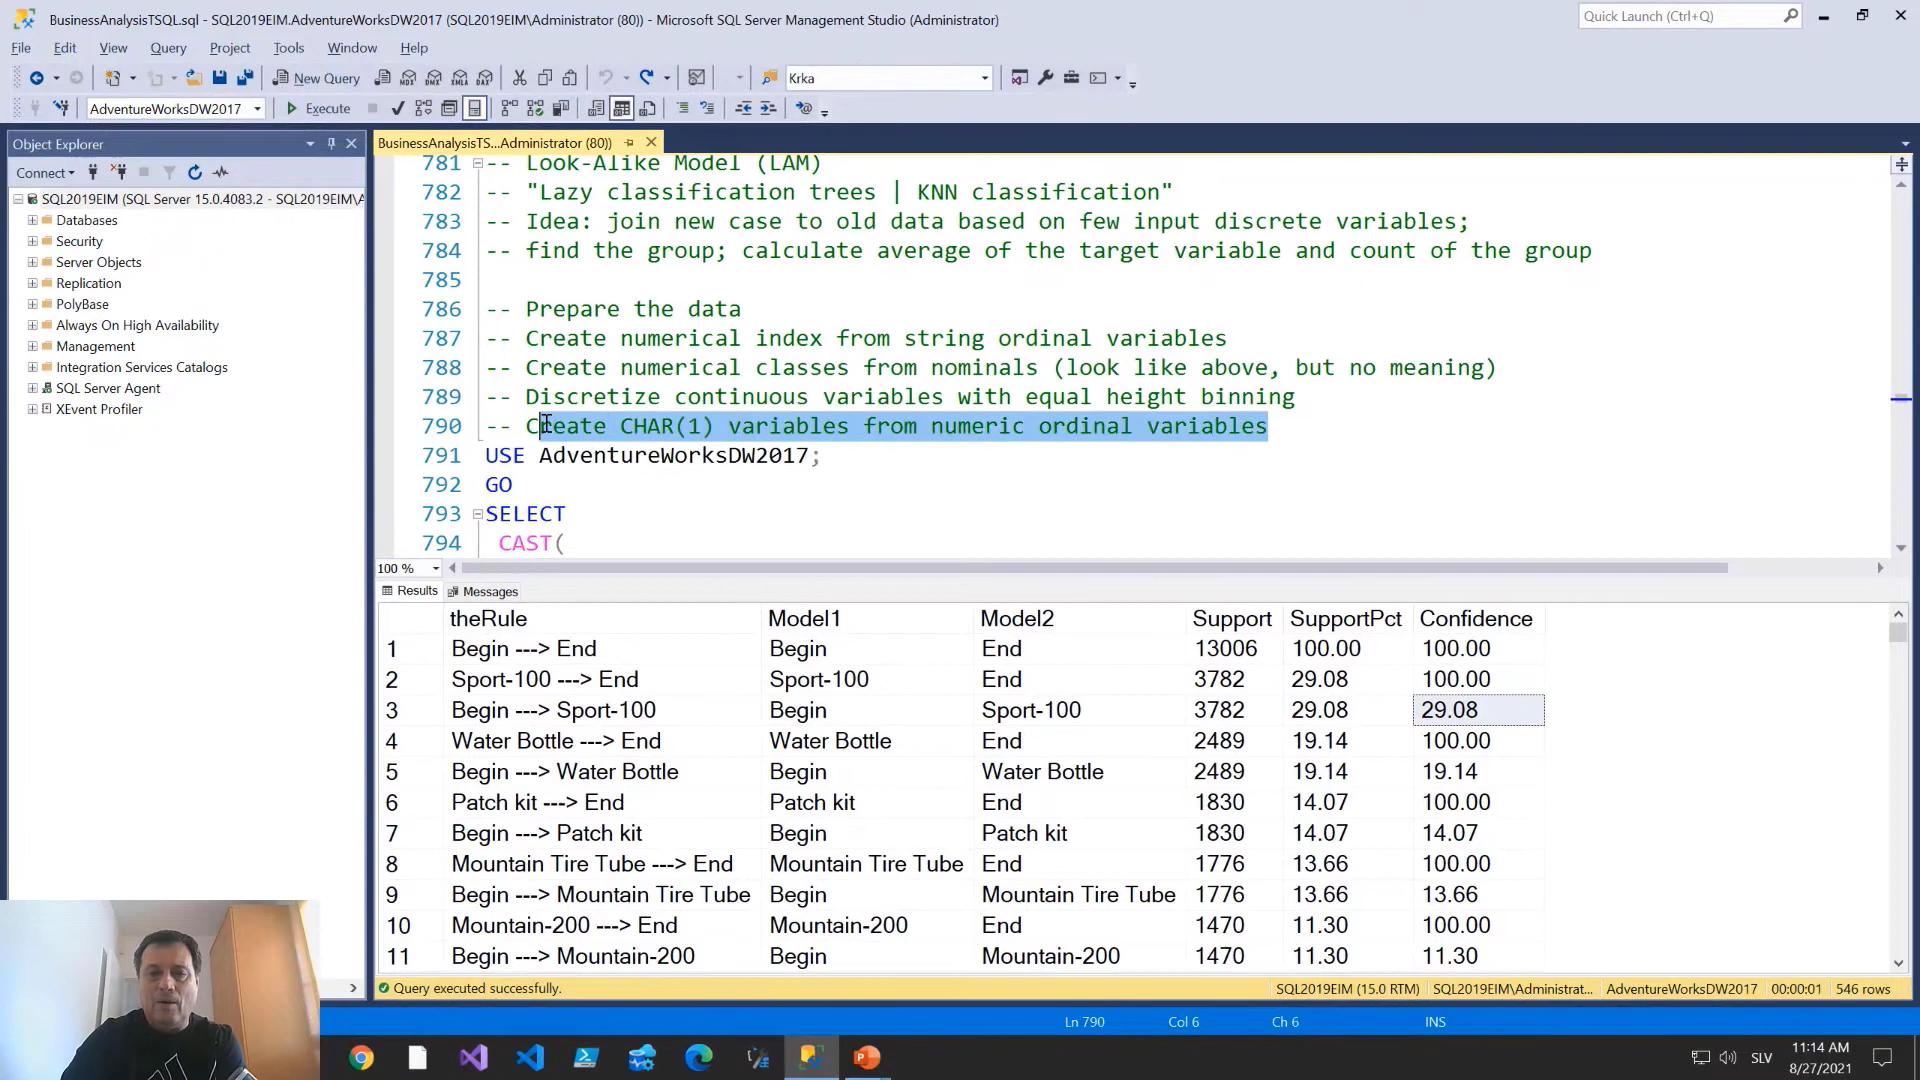 BusinessAnalysisTSQL.sql - SQL2019EIM.AdventureWorksDW2017 (SQL2019EIM\Administrator (80)) - Microsoft SQL Server Management Studio (Administrator)
Quick Launch (Ctrl+Q)
File Edit View Query Project Tools Window Help
New Query
MDX DMX XMLA DAX
Krka
AdventureWorksDW2017
Execute
Object Explorer
Connect
SQL2019EIM (SQL Server 15.0.4083.2 - SQL2019EIM\A
Databases
Security
Server Objects
Replication
PolyBase
Always On High Availability
Management
Integration Services Catalogs
SQL Server Agent
XEvent Profiler
BusinessAnalysisTS...Administrator (80))
781 -- Look-Alike Model (LAM)
782 -- "Lazy classification trees | KNN classification"
783 -- Idea: join new case to old data based on few input discrete variables;
784 -- find the group; calculate average of the target variable and count of the group
785
786 -- Prepare the data
787 -- Create numerical index from string ordinal variables
788 -- Create numerical classes from nominals (look like above, but no meaning)
789 -- Discretize continuous variables with equal height binning
790 -- Create CHAR(1) variables from numeric ordinal variables
791 USE AdventureWorksDW2017;
792 GO
793 SELECT
794 CAST(
100 %
Results Messages
theRule Model1 Model2 Support SupportPct Confidence
1 Begin ---> End Begin End 13006 100.00 100.00
2 Sport-100 ---> End Sport-100 End 3782 29.08 100.00
3 Begin ---> Sport-100 Begin Sport-100 3782 29.08 29.08
4 Water Bottle ---> End Water Bottle End 2489 19.14 100.00
5 Begin ---> Water Bottle Begin Water Bottle 2489 19.14 19.14
6 Patch kit ---> End Patch kit End 1830 14.07 100.00
7 Begin ---> Patch kit Begin Patch kit 1830 14.07 14.07
8 Mountain Tire Tube ---> End Mountain Tire Tube End 1776 13.66 100.00
9 Begin ---> Mountain Tire Tube Begin Mountain Tire Tube 1776 13.66 13.66
10 Mountain-200 ---> End Mountain-200 End 1470 11.30 100.00
11 Begin ---> Mountain-200 Begin Mountain-200 1470 11.30 11.30
Query executed successfully.
SQL2019EIM (15.0 RTM) SQL2019EIM\Administrat... AdventureWorksDW2017 00:00:01 546 rows
Ln 790 Col 6 Ch 6 INS
SLV
11:14 AM
8/27/2021